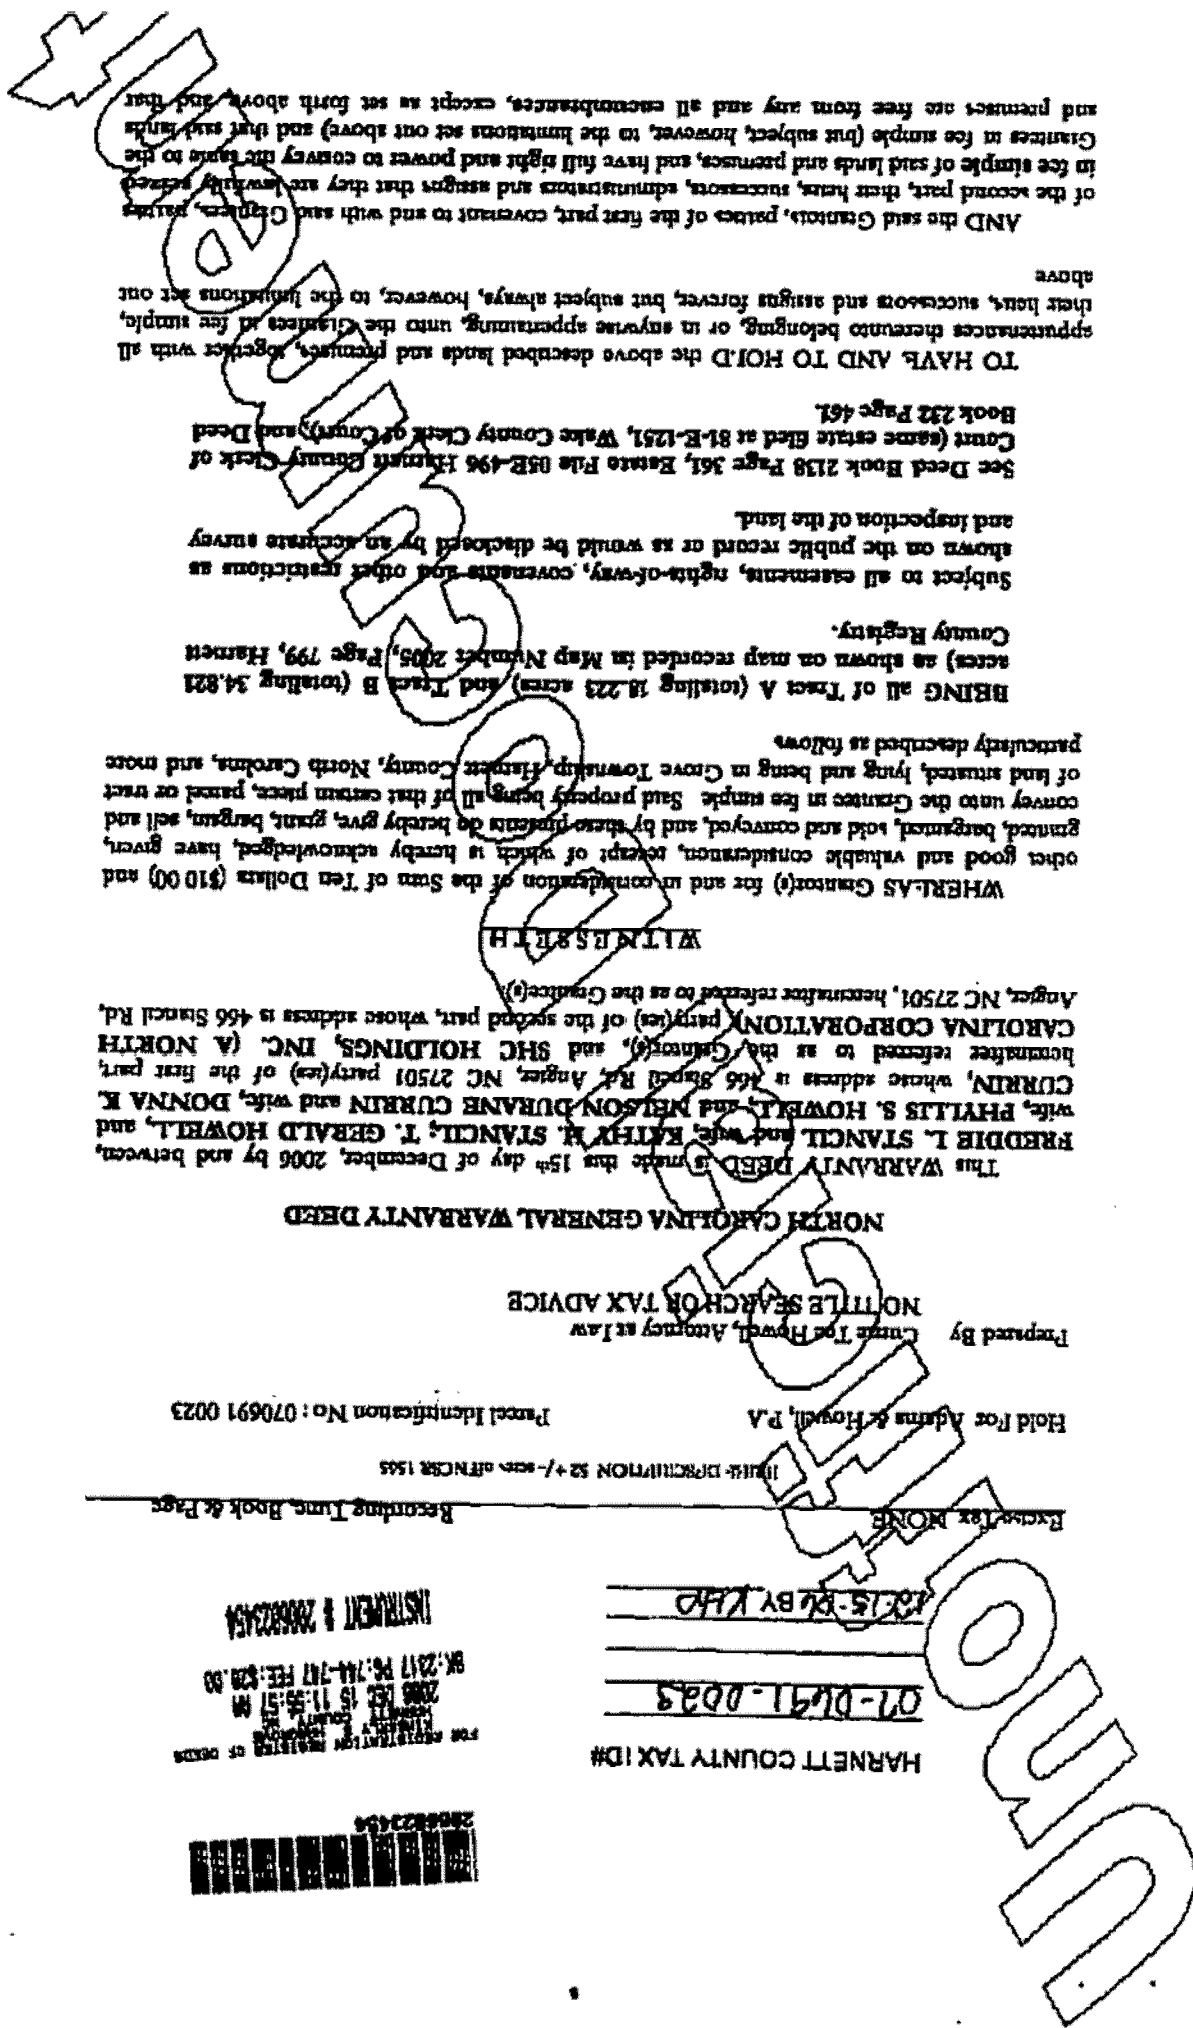 2006023454
HARNETT COUNTY TAX ID#
07-0691-0023
12-15-06 BY KHO
FOR REGISTRATION REGISTER OF DEEDS
KIMBERLY S. HARGROVE
HARNETT COUNTY, NC
2006 DEC 15 11:55:57 AM
BK:2317 PG:744-747 FEE:$20.00
INSTRUMENT # 2006023454
Excise Tax NONE Recording Time, Book & Page
BRIEF DESCRIPTION 52 +/- acres off NCSR 1565
Hold For Adams & Howell, P.A Parcel Identification No: 070691 0023
Prepared By Currie Tee Howell, Attorney at Law
NO TITLE SEARCH OR TAX ADVICE
NORTH CAROLINA GENERAL WARRANTY DEED
This WARRANTY DEED is made this 15th day of December, 2006 by and between,
FREDDIE L. STANCIL and wife, KATHY H. STANCIL; T. GERALD HOWELL, and
wife, PHYLLIS S. HOWELL; and NELSON DURANE CURRIN and wife, DONNA K.
CURRIN, whose address is 466 Stancil Rd, Angier, NC 27501 party(ies) of the first part,
hereinafter referred to as the Grantor(s), and SHC HOLDINGS, INC. (A NORTH
CAROLINA CORPORATION) party(ies) of the second part, whose address is 466 Stancil Rd,
Angier, NC 27501, hereinafter referred to as the Grantee(s).
WITNESSETH
WHEREAS Grantor(s) for and in consideration of the Sum of Ten Dollars ($10 00) and
other good and valuable consideration, receipt of which is hereby acknowledged, have given,
granted, bargained, sold and conveyed, and by these presents do hereby give, grant, bargain, sell and
convey unto the Grantee in fee simple Said property being all of that certain piece, parcel or tract
of land situated, lying and being in Grove Township, Harnett County, North Carolina, and more
particularly described as follows
BEING all of Tract A (totaling 18.223 acres) and Tract B (totaling 34.821
acres) as shown on map recorded in Map Number 2005, Page 799, Harnett
County Registry.
Subject to all easements, rights-of-way, covenants and other restrictions as
shown on the public record or as would be disclosed by an accurate survey
and inspection of the land.
See Deed Book 2138 Page 361, Estate File 05E-496 Harnett County Clerk of
Court (same estate filed at 81-E-1251, Wake County Clerk of Court); and Deed
Book 232 Page 461.
TO HAVE AND TO HOLD the above described lands and premises, together with all
appurtenances thereunto belonging, or in anywise appertaining, unto the Grantees in fee simple,
their heirs, successors and assigns forever, but subject always, however, to the limitations set out
above
AND the said Grantors, parties of the first part, covenant to and with said Grantees, parties
of the second part, their heirs, successors, administrators and assigns that they are lawfully seized
in fee simple of said lands and premises, and have full right and power to convey the same to the
Grantees in fee simple (but subject, however, to the limitations set out above) and that said lands
and premises are free from any and all encumbrances, except as set forth above, and that